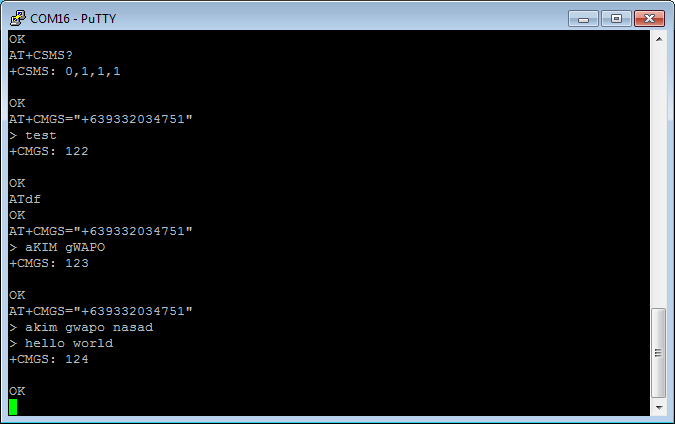 COM16 - PuTTY
OK
AT+CSMS?
+CSMS: 0,1,1,1
OK
AT+CMGS="+639332034751"
> test
+CMGS: 122
OK
ATdf
OK
AT+CMGS="+639332034751"
> aKIM gWAPO
+CMGS: 123
OK
AT+CMGS="+639332034751"
> akim gwapo nasad
> hello world
+CMGS: 124
OK